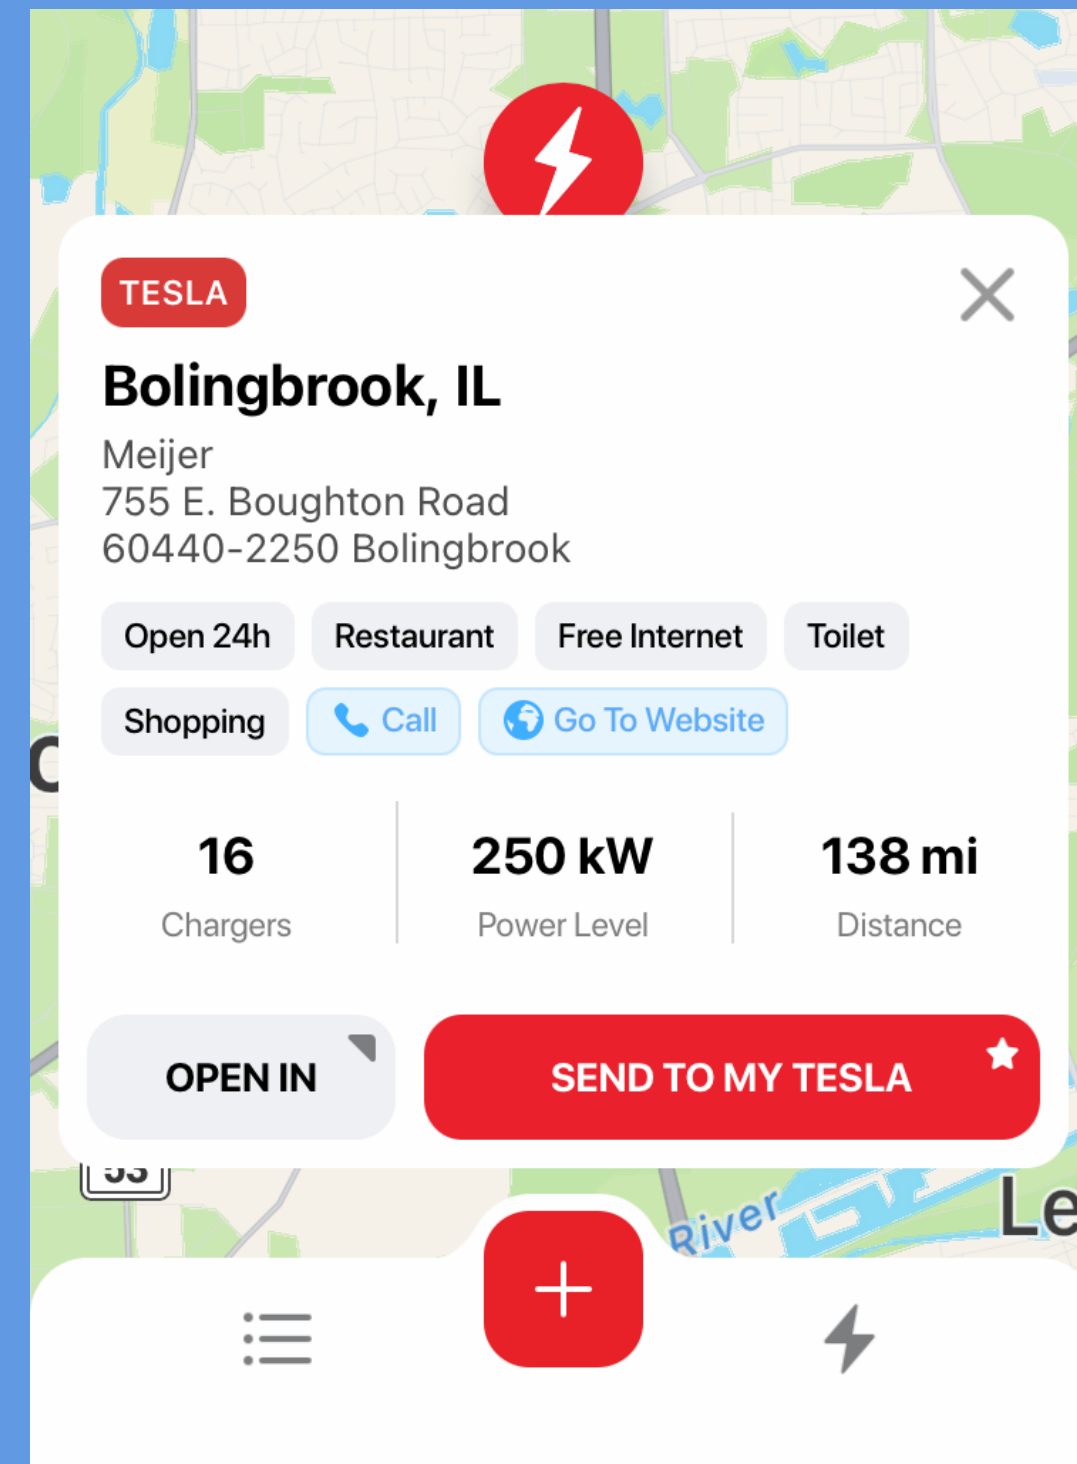 TESLA
Bolingbrook, IL
Meijer
755 E. Boughton Road
60440-2250 Bolingbrook
Open 24h Restaurant Free Internet Toilet
Shopping Call Go To Website
16 250 kW 138 mi
Chargers Power Level Distance
OPEN IN SEND TO MY TESLA
53
River
Le